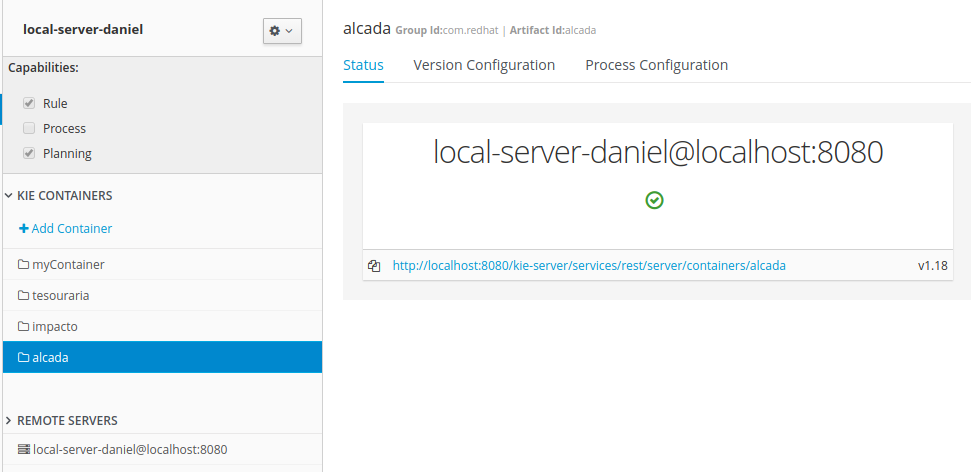 local-server-daniel
Capabilities:
Rule
Process
Planning
KIE CONTAINERS
Add Container
myContainer
tesouraria
impacto
alcada
REMOTE SERVERS
local-server-daniel@localhost:8080
alcada Group Id:com.redhat | Artifact Id:alcada
Status Version Configuration Process Configuration
local-server-daniel@localhost:8080
http://localhost:8080/kie-server/services/rest/server/containers/alcada v1.18